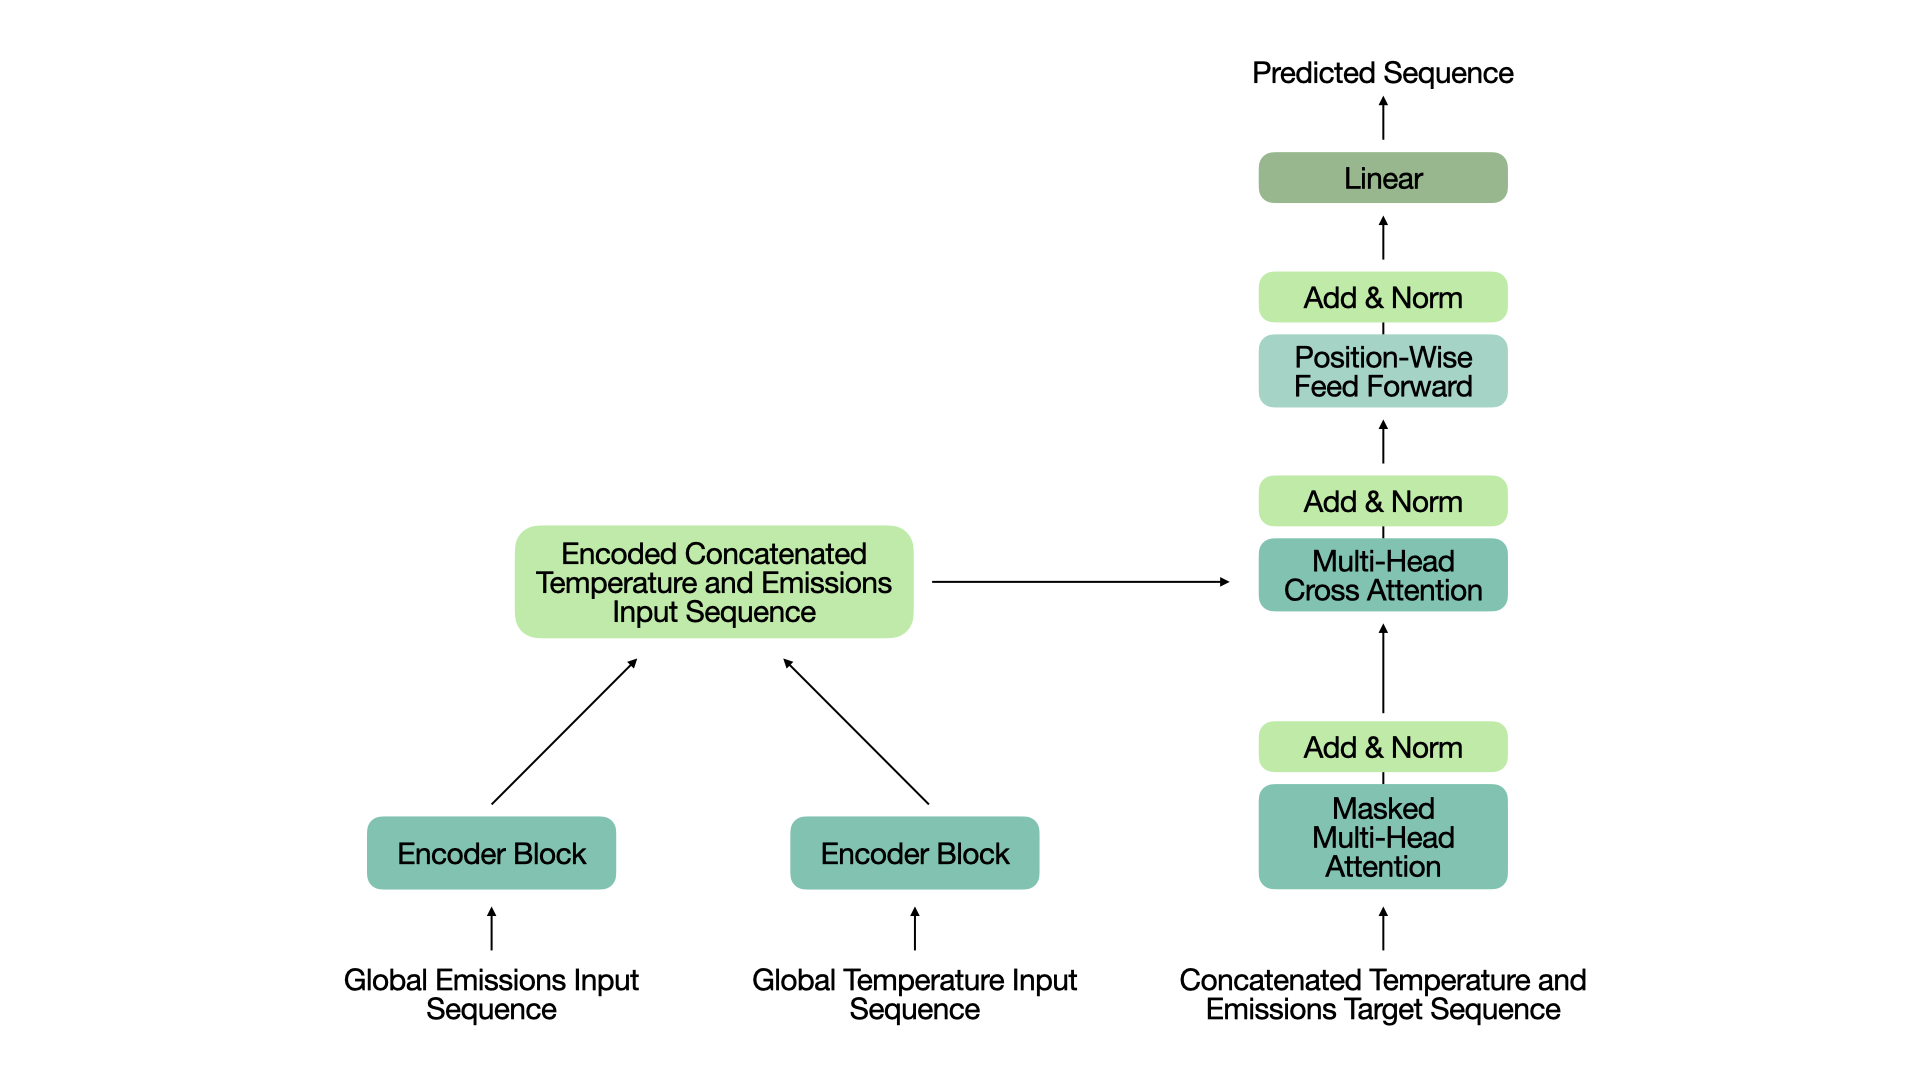 Predicted Sequence
Linear
Add & Norm
Position-Wise
Feed Forward
Add & Norm
Multi-Head
Cross Attention
Encoded Concatenated
Temperature and Emissions
Input Sequence
Add & Norm
Masked
Multi-Head
Attention
Encoder Block
Encoder Block
Global Emissions Input
Sequence
Global Temperature Input
Sequence
Concatenated Temperature and
Emissions Target Sequence